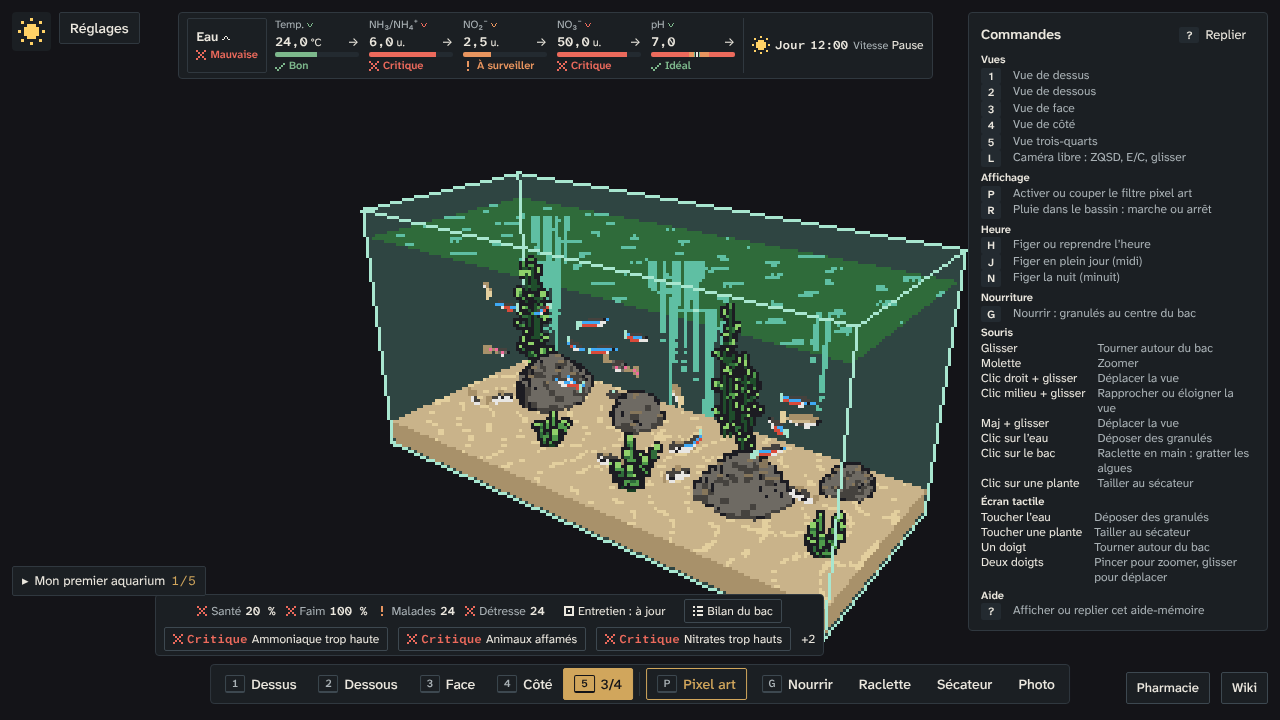 Réglages
Eau
Mauvaise
Temp.
24,0 °C
Bon
NH₃/NH₄⁺
6,0 u.
Critique
NO₂⁻
2,5 u.
À surveiller
NO₃⁻
50,0 u.
Critique
pH
7,0
Idéal
Jour 12:00 Vitesse Pause
Commandes ? Replier
Vues
1 Vue de dessus
2 Vue de dessous
3 Vue de face
4 Vue de côté
5 Vue trois-quarts
L Caméra libre : ZQSD, E/C, glisser
Affichage
P Activer ou couper le filtre pixel art
R Pluie dans le bassin : marche ou arrêt
Heure
H Figer ou reprendre l'heure
J Figer en plein jour (midi)
N Figer la nuit (minuit)
Nourriture
G Nourrir : granulés au centre du bac
Souris
Glisser Tourner autour du bac
Molette Zoomer
Clic droit + glisser Déplacer la vue
Clic milieu + glisser Rapprocher ou éloigner la
vue
Maj + glisser Déplacer la vue
Clic sur l'eau Déposer des granulés
Clic sur le bac Raclette en main : gratter les
algues
Clic sur une plante Tailler au sécateur
Écran tactile
Toucher l'eau Déposer des granulés
Toucher une plante Tailler au sécateur
Un doigt Tourner autour du bac
Deux doigts Pincer pour zoomer, glisser
pour déplacer
Aide
? Afficher ou replier cet aide-mémoire
▸ Mon premier aquarium 1/5
Santé 20 % Faim 100 % Malades 24 Détresse 24 Entretien : à jour Bilan du bac
Critique Ammoniaque trop haute Critique Animaux affamés Critique Nitrates trop hauts +2
1 Dessus 2 Dessous 3 Face 4 Côté 5 3/4 P Pixel art G Nourrir Raclette Sécateur Photo
Pharmacie Wiki